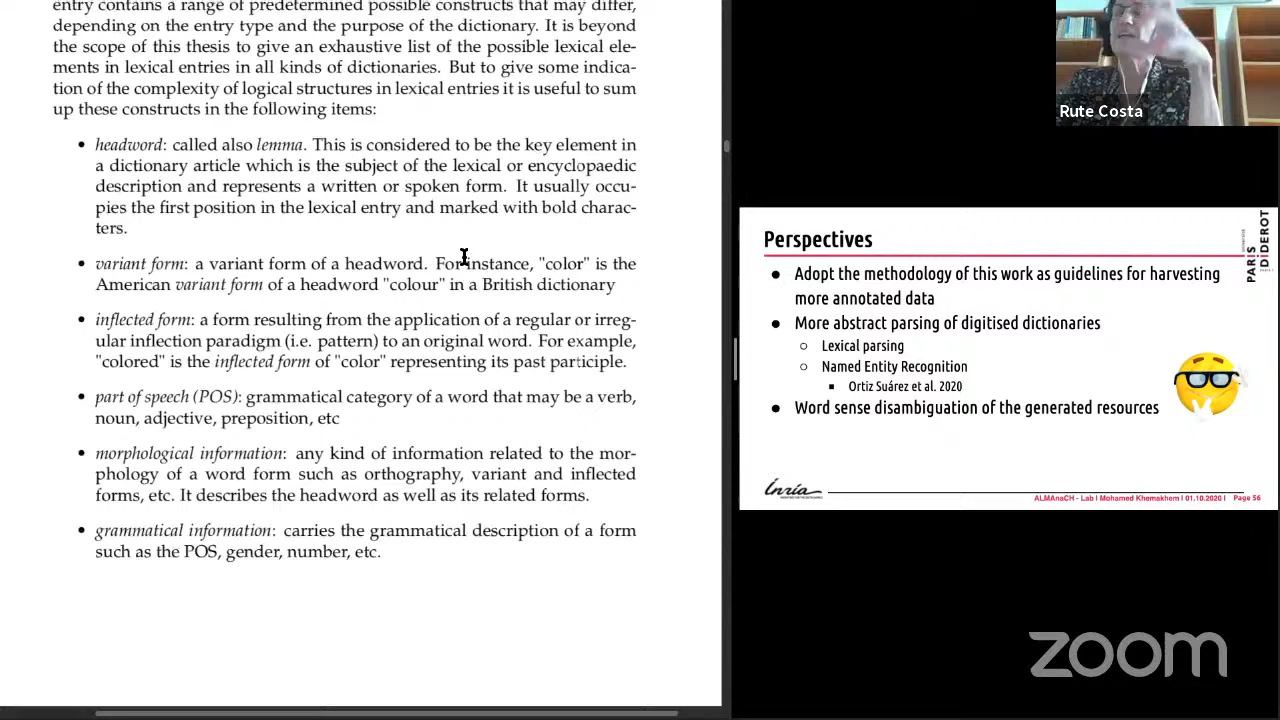 entry contains a range of predetermined possible constructs that may differ,
depending on the entry type and the purpose of the dictionary. It is beyond
the scope of this thesis to give an exhaustive list of the possible lexical ele-
ments in lexical entries in all kinds of dictionaries. But to give some indica-
tion of the complexity of logical structures in lexical entries it is useful to sum
up these constructs in the following items:
• headword: called also lemma. This is considered to be the key element in
a dictionary article which is the subject of the lexical or encyclopaedic
description and represents a written or spoken form. It usually occu-
pies the first position in the lexical entry and marked with bold charac-
ters.
• variant form: a variant form of a headword. For instance, "color" is the
American variant form of a headword "colour" in a British dictionary
• inflected form: a form resulting from the application of a regular or irreg-
ular inflection paradigm (i.e. pattern) to an original word. For example,
"colored" is the inflected form of "color" representing its past participle.
• part of speech (POS): grammatical category of a word that may be a verb,
noun, adjective, preposition, etc
• morphological information: any kind of information related to the mor-
phology of a word form such as orthography, variant and inflected
forms, etc. It describes the headword as well as its related forms.
• grammatical information: carries the grammatical description of a form
such as the POS, gender, number, etc.
Rute Costa
Perspectives
PARIS
DIDEROT
● Adopt the methodology of this work as guidelines for harvesting
more annotated data
● More abstract parsing of digitised dictionaries
○ Lexical parsing
○ Named Entity Recognition
■ Ortiz Suárez et al. 2020
● Word sense disambiguation of the generated resources
Inria
ALMAnaCH - Lab I Mohamed Khemakhem I 01.10.2020 I Page 56
zoom